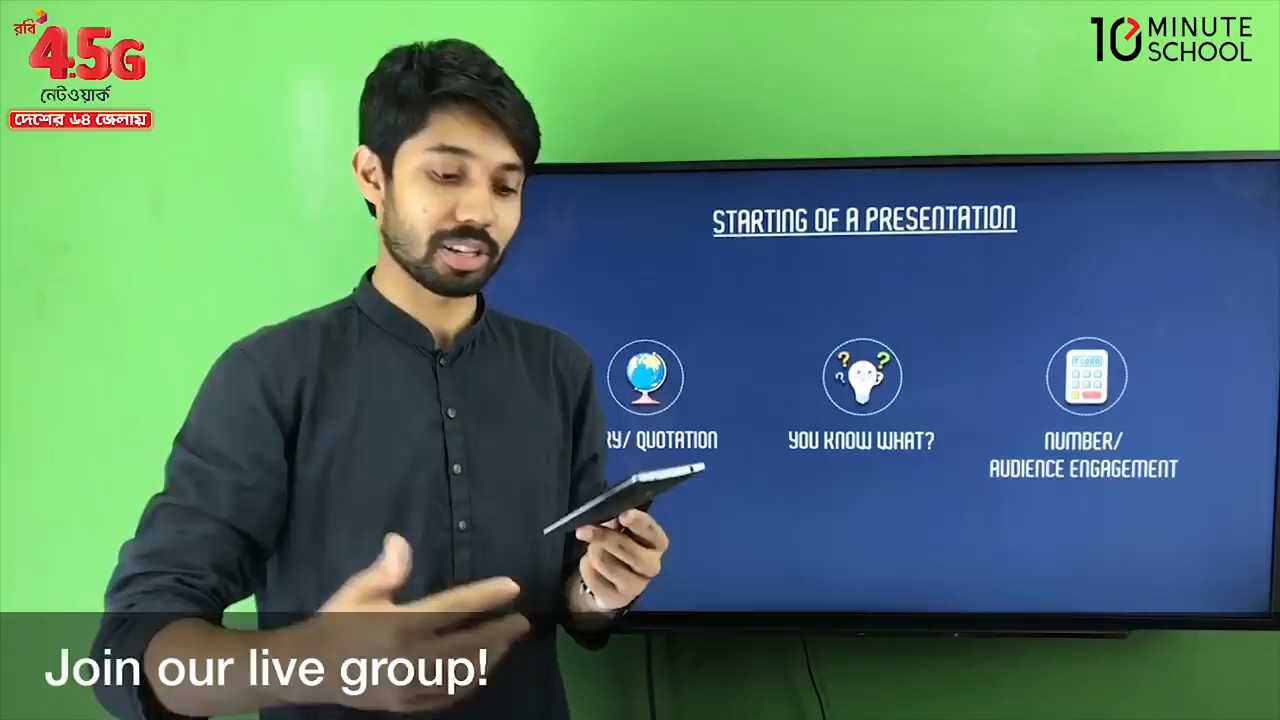 রবি
4.5G
নেটওয়ার্ক
দেশের ৬৪ জেলায়
10 MINUTE
SCHOOL
STARTING OF A PRESENTATION
QUOTATION
YOU KNOW WHAT?
NUMBER/
AUDIENCE ENGAGEMENT
Join our live group!